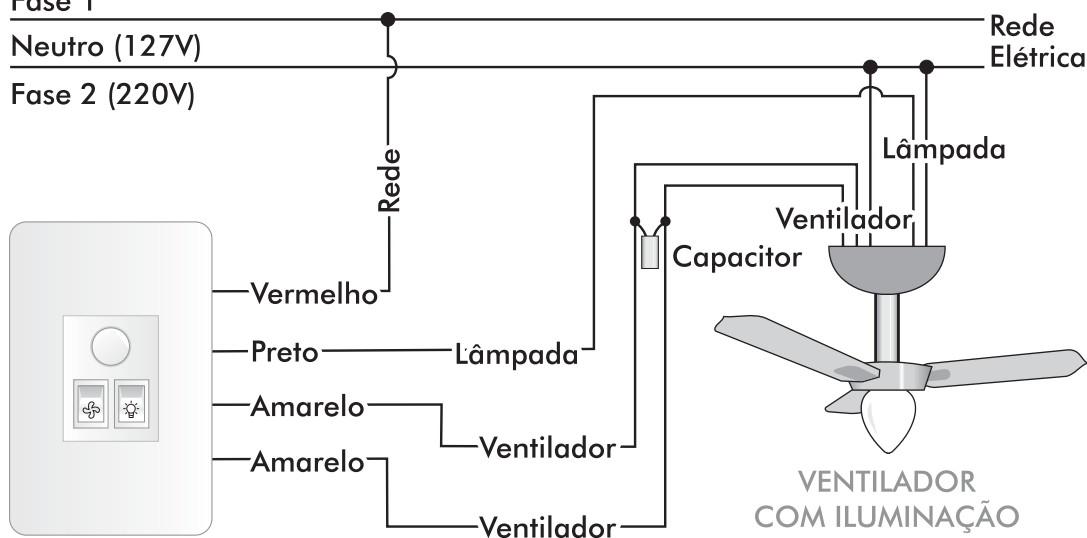 Fase 1
Neutro (127V)
Fase 2 (220V)
Rede
Elétrica
Rede
Lâmpada
Ventilador
Capacitor
Vermelho
Preto
Lâmpada
Amarelo
Ventilador
Amarelo
Ventilador
VENTILADOR
COM ILUMINAÇÃO